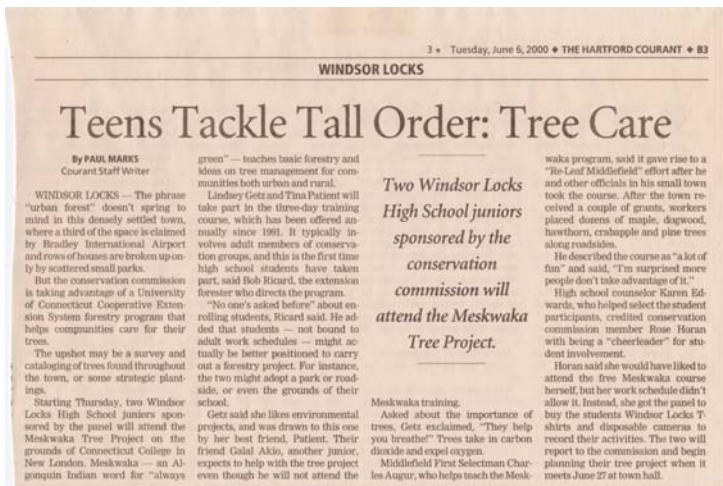 3 • Tuesday, June 6, 2000 ◆ THE HARTFORD COURANT ◆ B3
WINDSOR LOCKS
Teens Tackle Tall Order: Tree Care
By PAUL MARKS
Courant Staff Writer
WINDSOR LOCKS — The phrase
"urban forest" doesn't spring to
mind in this densely settled town,
where a third of the space is claimed
by Bradley International Airport
and rows of houses are broken up on-
ly by scattered small parks.
But the conservation commission
is taking advantage of a University
of Connecticut Cooperative Exten-
sion System forestry program that
helps communities care for their
trees.
The upshot may be a survey and
cataloging of trees found throughout
the town, or some strategic plant-
ings.
Starting Thursday, two Windsor
Locks High School juniors spon-
sored by the panel will attend the
Meskwaka Tree Project on the
grounds of Connecticut College in
New London. Meskwaka — an Al-
gonquin Indian word for "always
green" — teaches basic forestry and
ideas on tree management for com-
munities both urban and rural.
Lindsey Getz and Tina Patient will
take part in the three-day training
course, which has been offered an-
nually since 1991. It typically in-
volves adult members of conserva-
tion groups, and this is the first time
high school students have taken
part, said Bob Ricard, the extension
forester who directs the program.
"No one's asked before" about en-
rolling students, Ricard said. He ad-
ded that students — not bound to
adult work schedules — might ac-
tually be better positioned to carry
out a forestry project. For instance,
the two might adopt a park or road-
side, or even the grounds of their
school.
Getz said she likes environmental
projects, and was drawn to this one
by her best friend, Patient. Their
friend Galal Akio, another junior,
expects to help with the tree project
even though he will not attend the
Two Windsor Locks
High School juniors
sponsored by the
conservation
commission will
attend the Meskwaka
Tree Project.
Meskwaka training.
Asked about the importance of
trees, Getz exclaimed, "They help
you breathe!" Trees take in carbon
dioxide and expel oxygen.
Middlefield First Selectman Char-
les Augur, who helps teach the Mesk-
waka program, said it gave rise to a
"Re-Leaf Middlefield" effort after he
and other officials in his small town
took the course. After the town re-
ceived a couple of grants, workers
placed dozens of maple, dogwood,
hawthorn, crabapple and pine trees
along roadsides.
He described the course as "a lot of
fun" and said, "I'm surprised more
people don't take advantage of it."
High school counselor Karen Ed-
wards, who helped select the student
participants, credited conservation
commission member Rose Horan
with being a "cheerleader" for stu-
dent involvement.
Horan said she would have liked to
attend the free Meskwaka course
herself, but her work schedule didn't
allow it. Instead, she got the panel to
buy the students Windsor Locks T-
shirts and disposable cameras to
record their activities. The two will
report to the commission and begin
planning their tree project when it
meets June 27 at town hall.